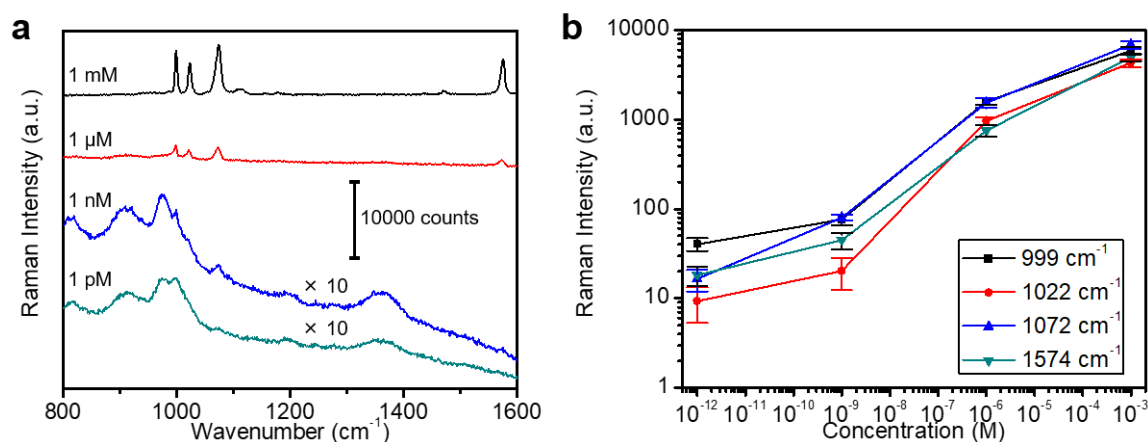 a
Raman Intensity (a.u.)
1 mM
1 μM
1 nM
1 pM
10000 counts
× 10
× 10
800 1000 1200 1400 1600
Wavenumber (cm⁻¹)
b
Raman Intensity (a.u.)
10000
1000
100
10
1
999 cm⁻¹
1022 cm⁻¹
1072 cm⁻¹
1574 cm⁻¹
10⁻¹² 10⁻¹¹ 10⁻¹⁰ 10⁻⁹ 10⁻⁸ 10⁻⁷ 10⁻⁶ 10⁻⁵ 10⁻⁴ 10⁻³
Concentration (M)